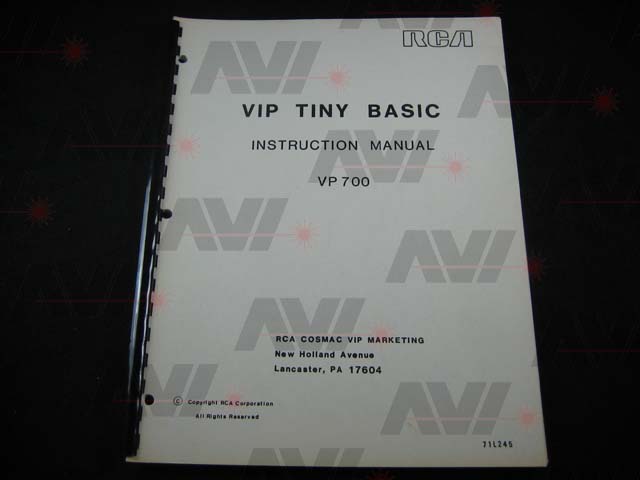 RCA
VIP TINY BASIC
INSTRUCTION MANUAL
VP 700
RCA COSMAC VIP MARKETING
New Holland Avenue
Lancaster, PA 17604
© Copyright RCA Corporation
All Rights Reserved
71L245
AVI